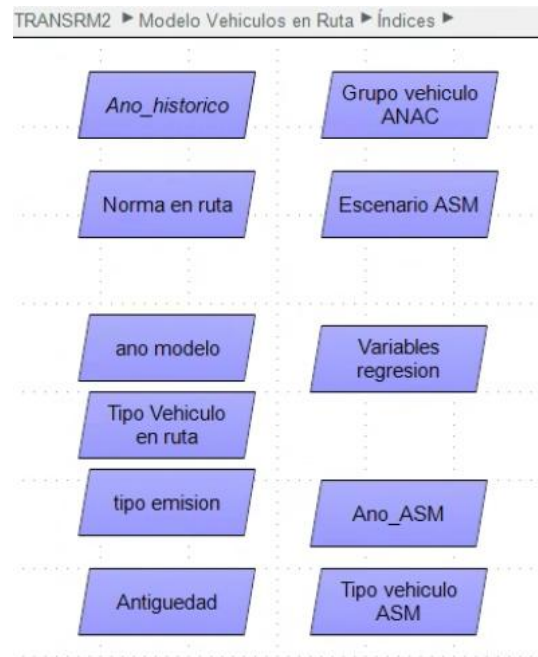 TRANSRM2 ▶ Modelo Vehiculos en Ruta ▶ Índices ▶
Ano_historico
Grupo vehiculo
ANAC
Norma en ruta
Escenario ASM
ano modelo
Variables
regresion
Tipo Vehiculo
en ruta
tipo emision
Ano_ASM
Antiguedad
Tipo vehiculo
ASM